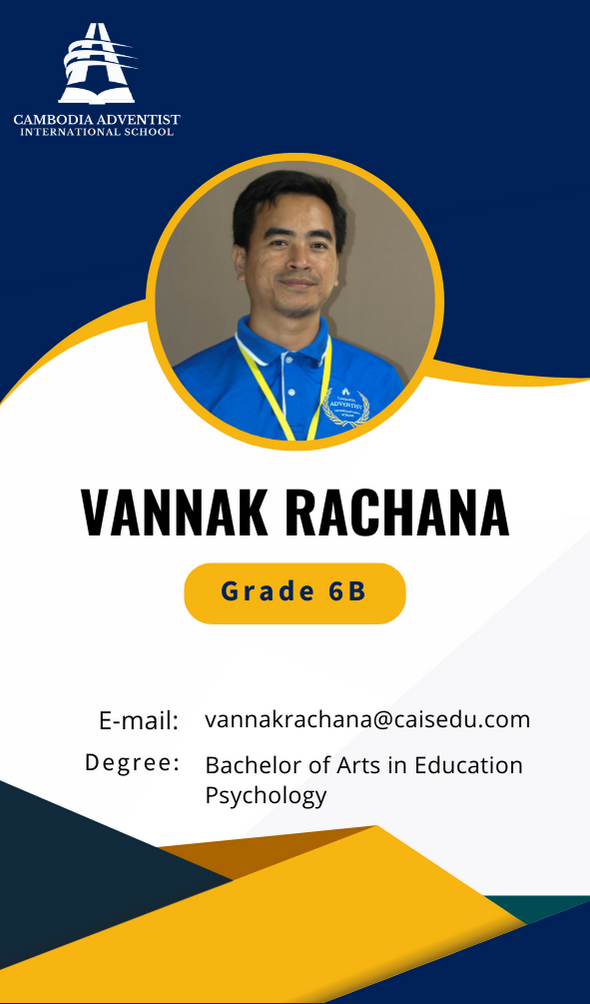 CAMBODIA ADVENTIST
INTERNATIONAL SCHOOL
ADVENTIST
VANNAK RACHANA
Grade 6B
E-mail: vannakrachana@caisedu.com
Degree: Bachelor of Arts in Education
Psychology